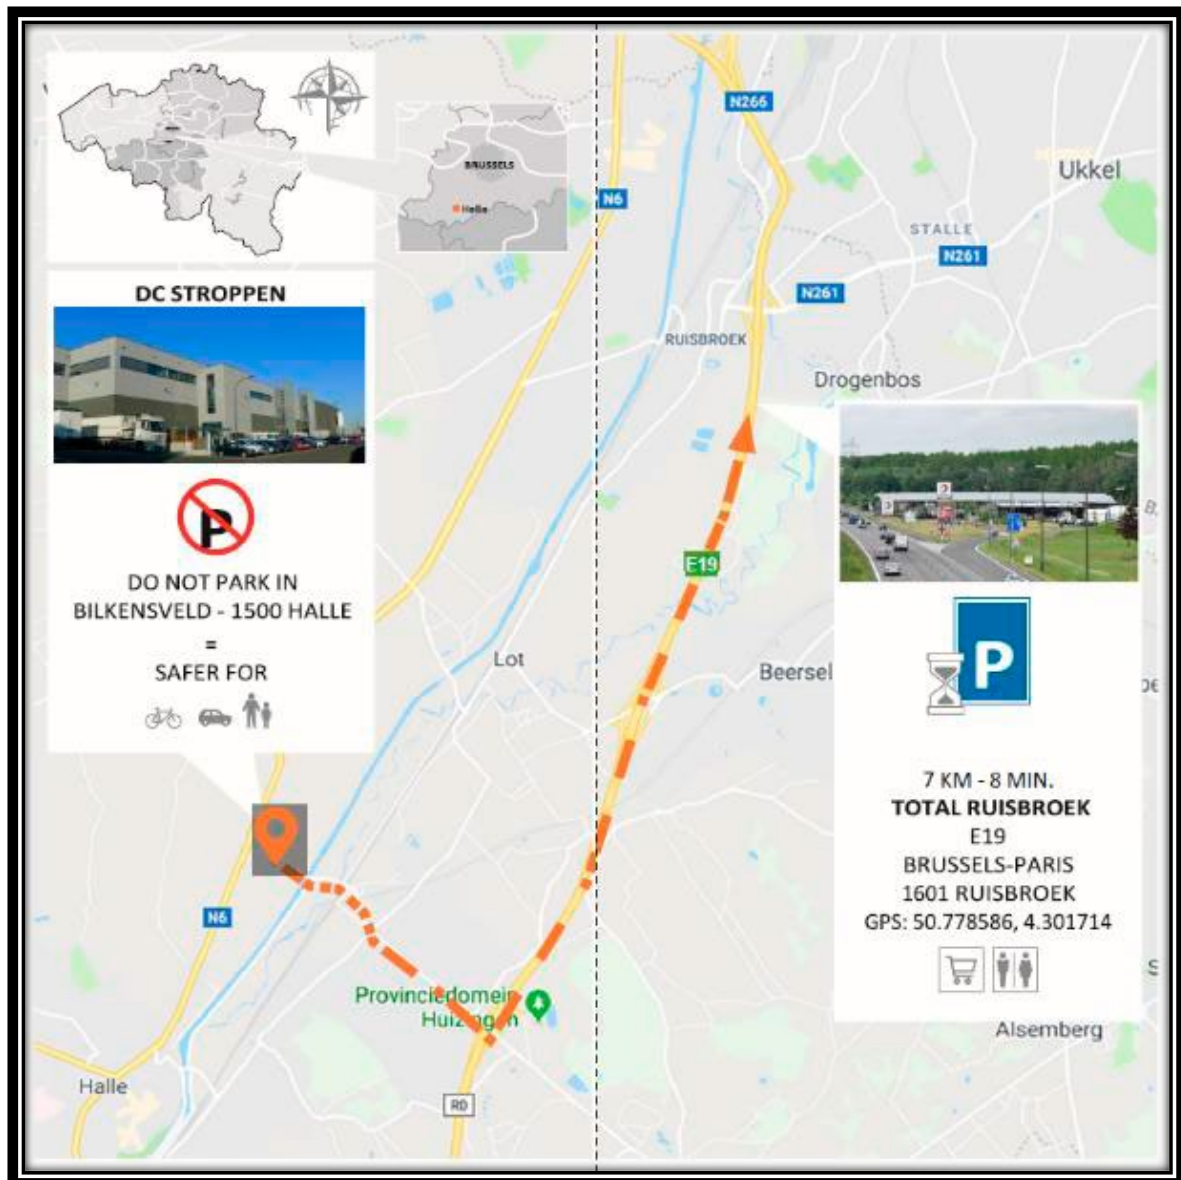 BRUSSELS
Halle
DC STROPPEN
P
DO NOT PARK IN
BILKENSVELD - 1500 HALLE
=
SAFER FOR
N266
Ukkel
N6
STALLE
N261
N261
RUISBROEK
Drogenbos
E19
Lot
Beersel
P
7 KM - 8 MIN.
TOTAL RUISBROEK
E19
BRUSSELS-PARIS
1601 RUISBROEK
GPS: 50.778586, 4.301714
N6
Provinciedomein
Huizingen
Alsemberg
Halle
R0